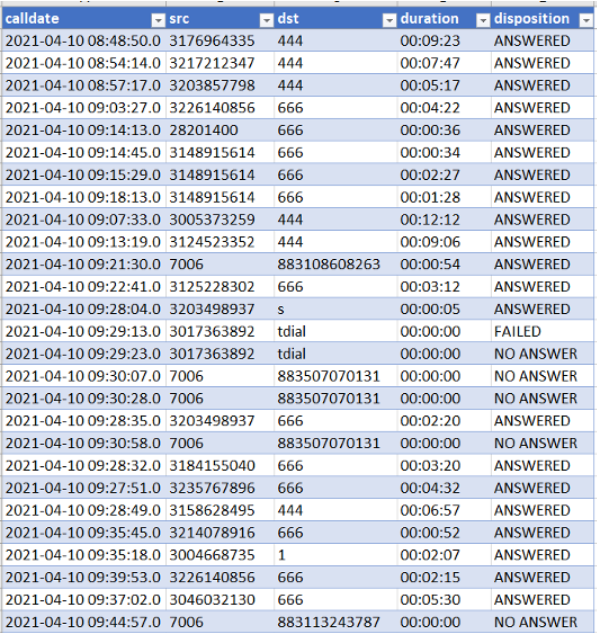 calldate src dst duration disposition
2021-04-10 08:48:50.0 3176964335 444 00:09:23 ANSWERED
2021-04-10 08:54:14.0 3217212347 444 00:07:47 ANSWERED
2021-04-10 08:57:17.0 3203857798 444 00:05:17 ANSWERED
2021-04-10 09:03:27.0 3226140856 666 00:04:22 ANSWERED
2021-04-10 09:14:13.0 28201400 666 00:00:36 ANSWERED
2021-04-10 09:14:45.0 3148915614 666 00:00:34 ANSWERED
2021-04-10 09:15:29.0 3148915614 666 00:02:27 ANSWERED
2021-04-10 09:18:13.0 3148915614 666 00:01:28 ANSWERED
2021-04-10 09:07:33.0 3005373259 444 00:12:12 ANSWERED
2021-04-10 09:13:19.0 3124523352 444 00:09:06 ANSWERED
2021-04-10 09:21:30.0 7006 883108608263 00:00:54 ANSWERED
2021-04-10 09:22:41.0 3125228302 666 00:03:12 ANSWERED
2021-04-10 09:28:04.0 3203498937 s 00:00:05 ANSWERED
2021-04-10 09:29:13.0 3017363892 tdial 00:00:00 FAILED
2021-04-10 09:29:23.0 3017363892 tdial 00:00:00 NO ANSWER
2021-04-10 09:30:07.0 7006 883507070131 00:00:00 NO ANSWER
2021-04-10 09:30:28.0 7006 883507070131 00:00:00 NO ANSWER
2021-04-10 09:28:35.0 3203498937 666 00:02:20 ANSWERED
2021-04-10 09:30:58.0 7006 883507070131 00:00:00 NO ANSWER
2021-04-10 09:28:32.0 3184155040 666 00:03:20 ANSWERED
2021-04-10 09:27:51.0 3235767896 666 00:04:32 ANSWERED
2021-04-10 09:28:49.0 3158628495 444 00:06:57 ANSWERED
2021-04-10 09:35:45.0 3214078916 666 00:00:52 ANSWERED
2021-04-10 09:35:18.0 3004668735 1 00:02:07 ANSWERED
2021-04-10 09:39:53.0 3226140856 666 00:02:15 ANSWERED
2021-04-10 09:37:02.0 3046032130 666 00:05:30 ANSWERED
2021-04-10 09:44:57.0 7006 883113243787 00:00:00 NO ANSWER